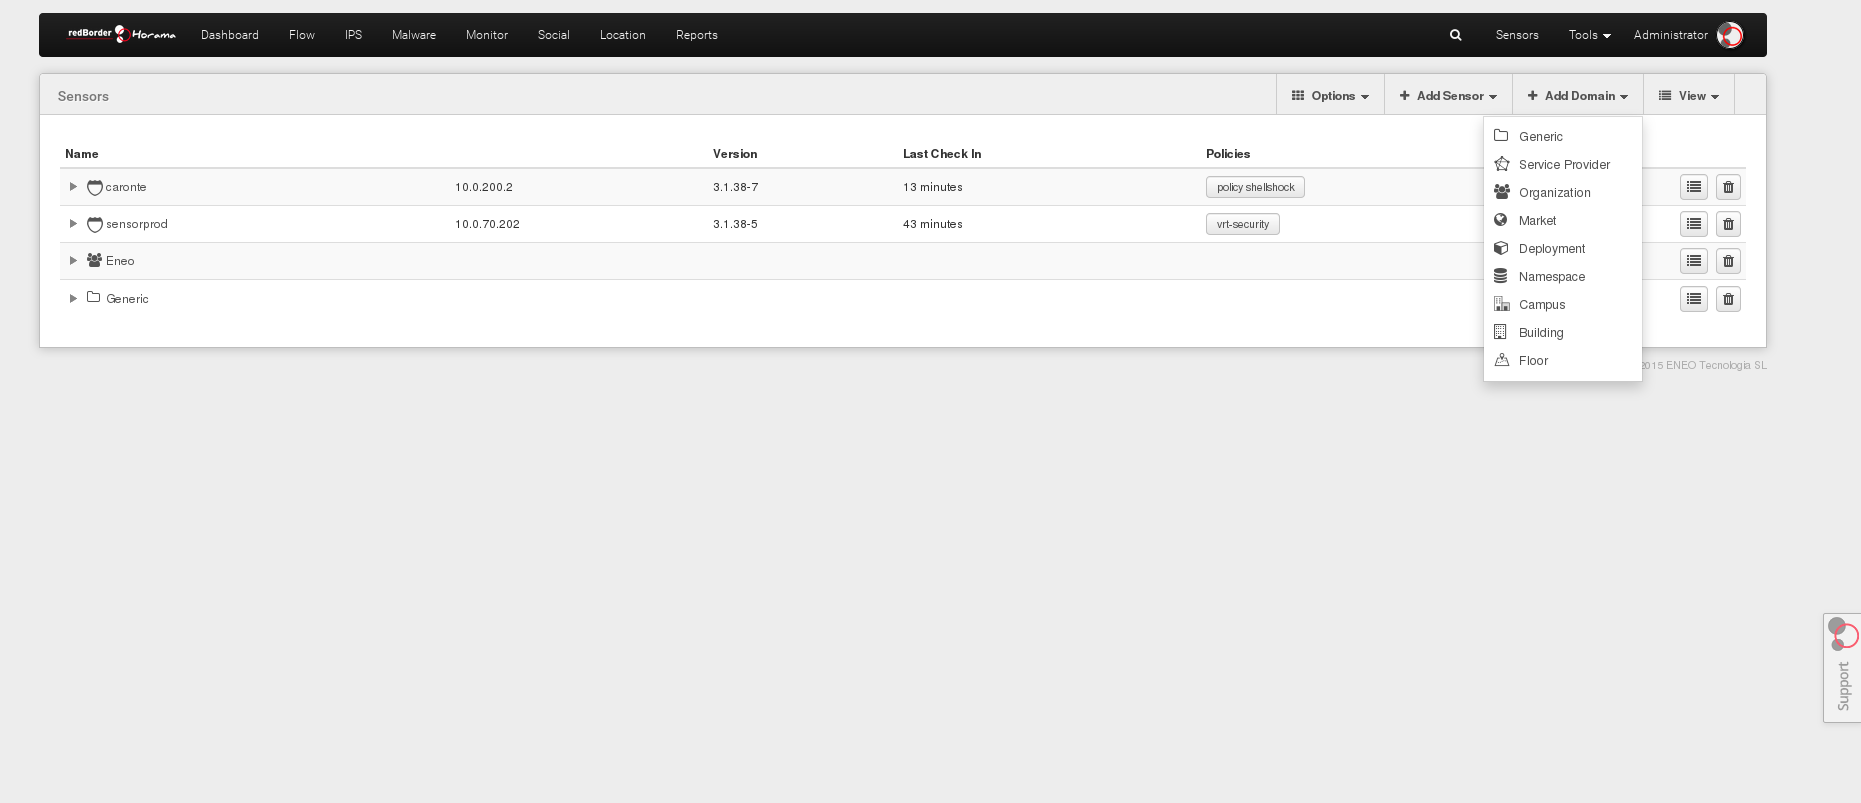 redBorder Horama Dashboard Flow IPS Malware Monitor Social Location Reports Sensors Tools Administrator
Sensors Options Add Sensor Add Domain View
Generic
Service Provider
Organization
Market
Deployment
Namespace
Campus
Building
Floor
Name Version Last Check In Policies
caronte 10.0.200.2 3.1.38-7 13 minutes policy shellshock
sensorprod 10.0.70.202 3.1.38-5 43 minutes vrt-security
Eneo
Generic
2015 ENEO Tecnologia SL
Support